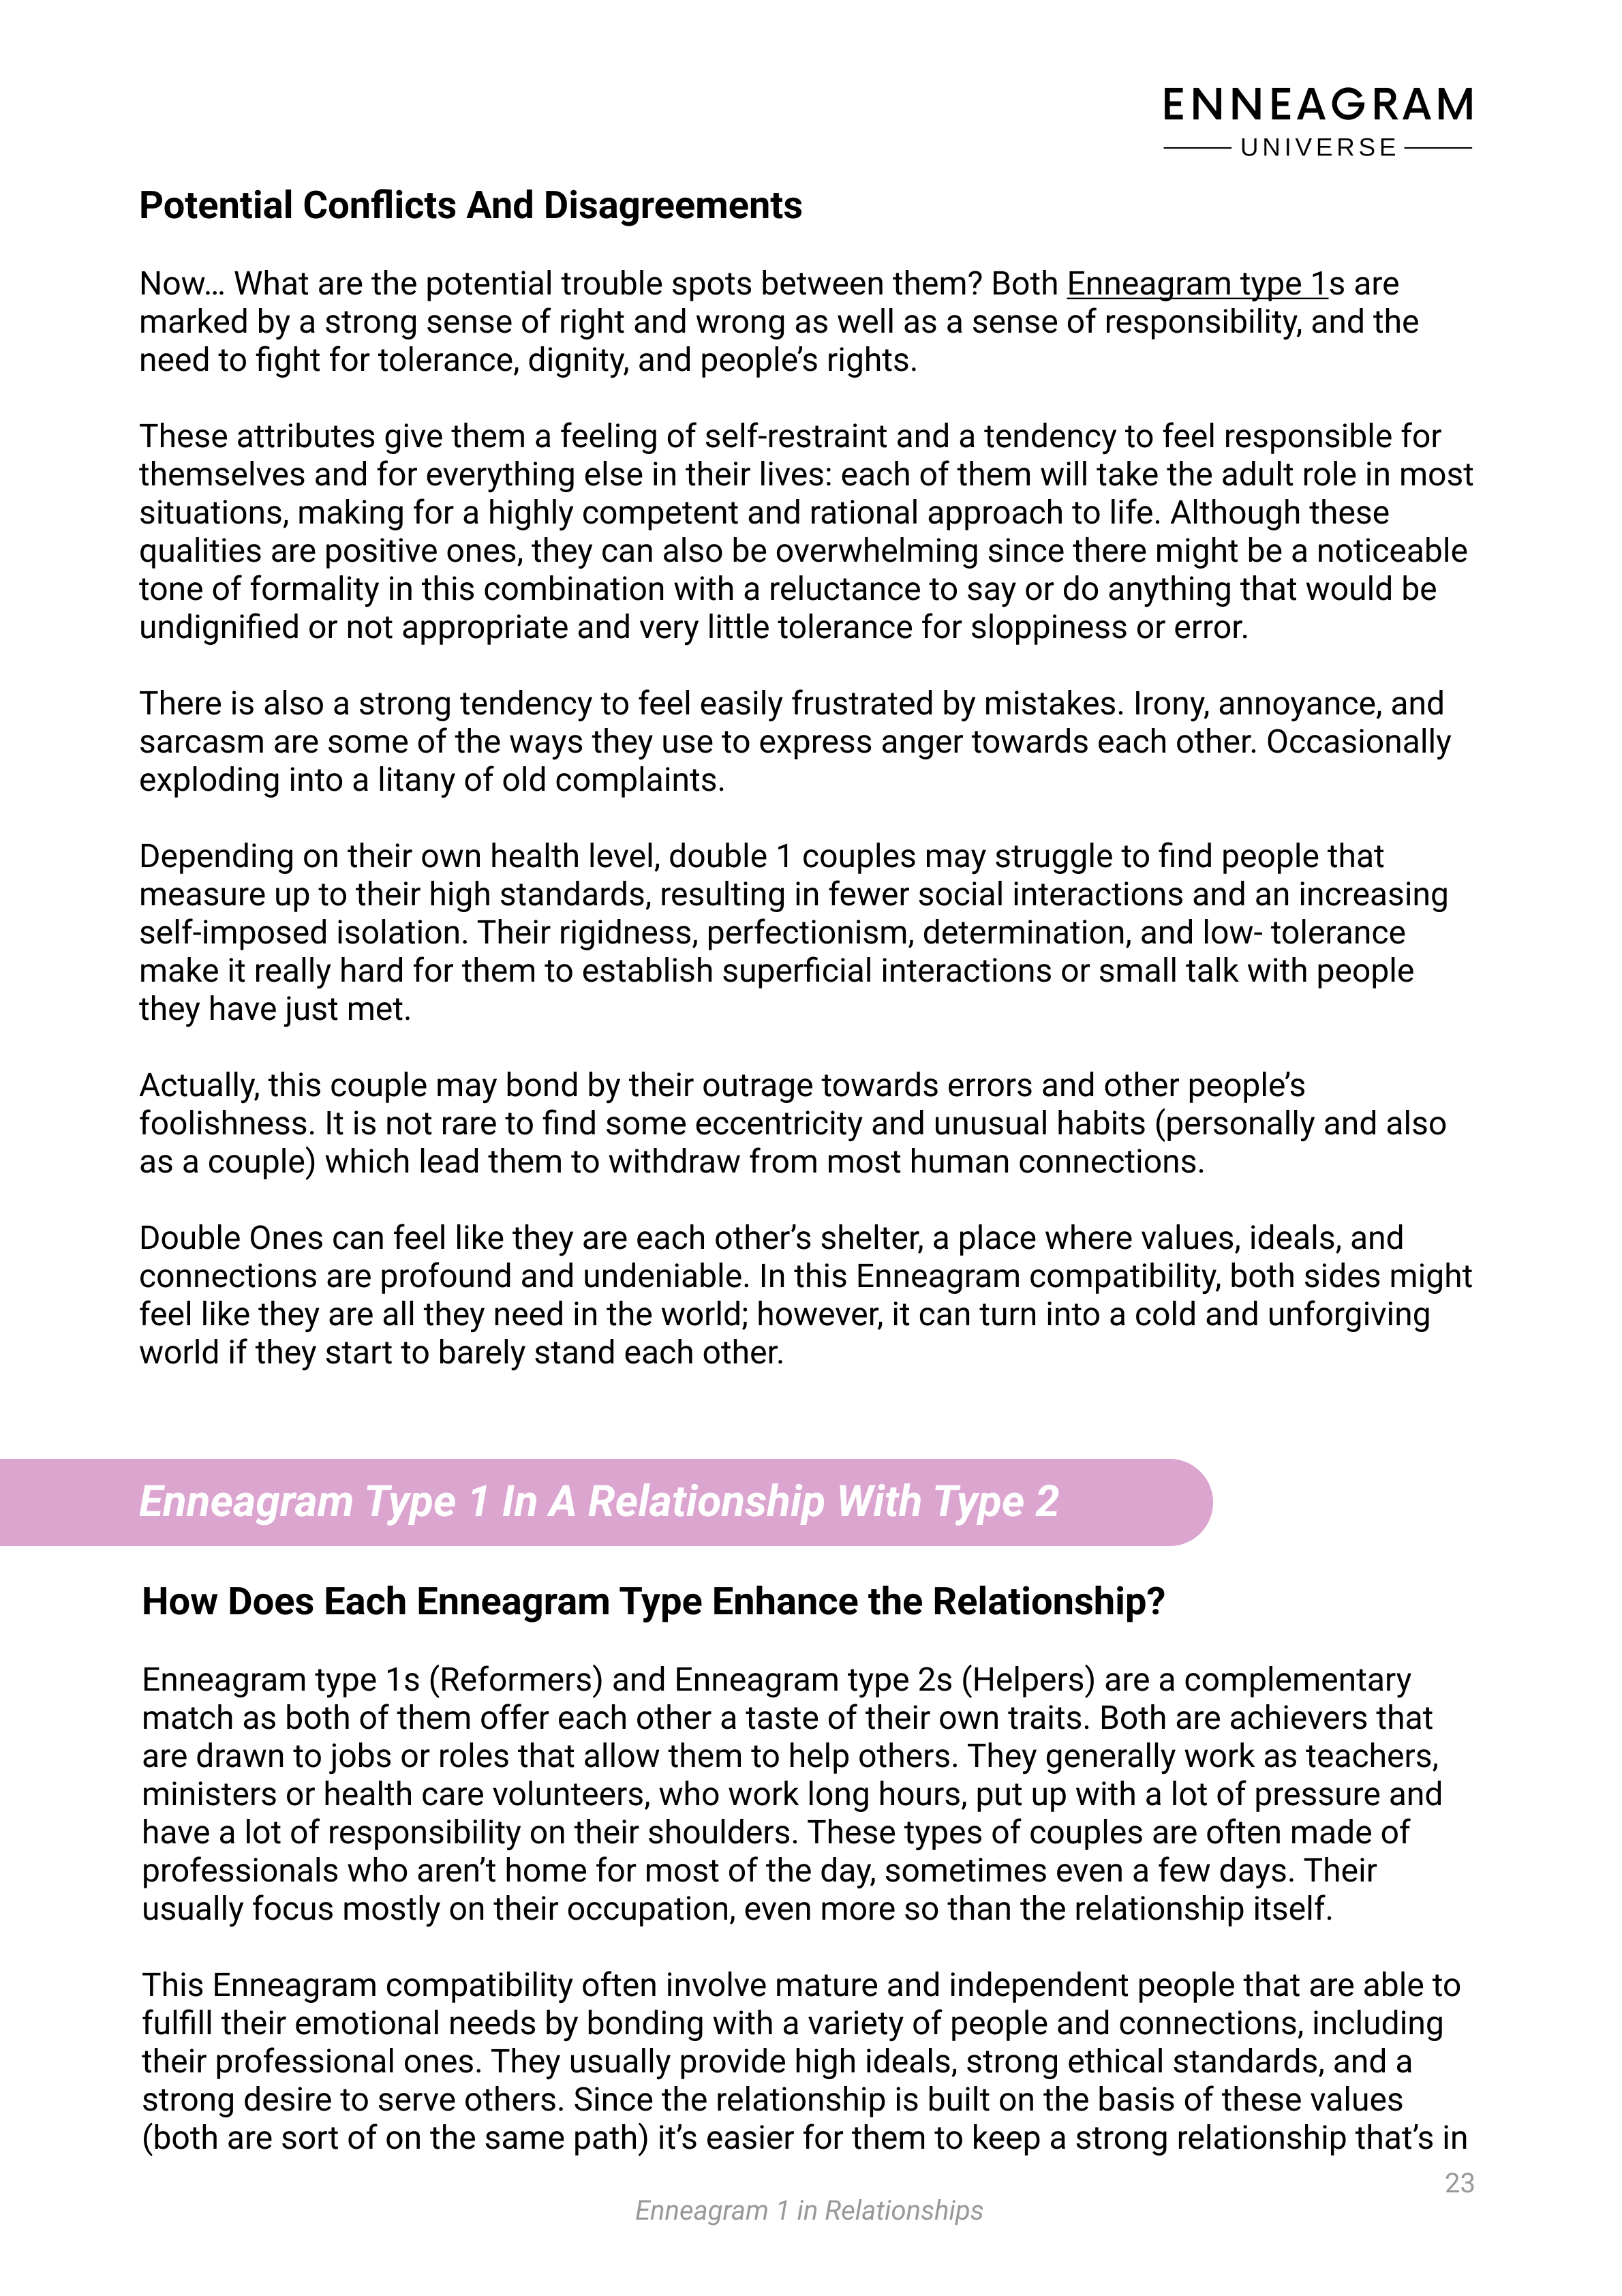 ENNEAGRAM
UNIVERSE
Potential Conflicts And Disagreements
Now… What are the potential trouble spots between them? Both Enneagram type 1s are
marked by a strong sense of right and wrong as well as a sense of responsibility, and the
need to fight for tolerance, dignity, and people’s rights.
These attributes give them a feeling of self-restraint and a tendency to feel responsible for
themselves and for everything else in their lives: each of them will take the adult role in most
situations, making for a highly competent and rational approach to life. Although these
qualities are positive ones, they can also be overwhelming since there might be a noticeable
tone of formality in this combination with a reluctance to say or do anything that would be
undignified or not appropriate and very little tolerance for sloppiness or error.
There is also a strong tendency to feel easily frustrated by mistakes. Irony, annoyance, and
sarcasm are some of the ways they use to express anger towards each other. Occasionally
exploding into a litany of old complaints.
Depending on their own health level, double 1 couples may struggle to find people that
measure up to their high standards, resulting in fewer social interactions and an increasing
self-imposed isolation. Their rigidness, perfectionism, determination, and low- tolerance
make it really hard for them to establish superficial interactions or small talk with people
they have just met.
Actually, this couple may bond by their outrage towards errors and other people’s
foolishness. It is not rare to find some eccentricity and unusual habits (personally and also
as a couple) which lead them to withdraw from most human connections.
Double Ones can feel like they are each other’s shelter, a place where values, ideals, and
connections are profound and undeniable. In this Enneagram compatibility, both sides might
feel like they are all they need in the world; however, it can turn into a cold and unforgiving
world if they start to barely stand each other.
Enneagram Type 1 In A Relationship With Type 2
How Does Each Enneagram Type Enhance the Relationship?
Enneagram type 1s (Reformers) and Enneagram type 2s (Helpers) are a complementary
match as both of them offer each other a taste of their own traits. Both are achievers that
are drawn to jobs or roles that allow them to help others. They generally work as teachers,
ministers or health care volunteers, who work long hours, put up with a lot of pressure and
have a lot of responsibility on their shoulders. These types of couples are often made of
professionals who aren’t home for most of the day, sometimes even a few days. Their
usually focus mostly on their occupation, even more so than the relationship itself.
This Enneagram compatibility often involve mature and independent people that are able to
fulfill their emotional needs by bonding with a variety of people and connections, including
their professional ones. They usually provide high ideals, strong ethical standards, and a
strong desire to serve others. Since the relationship is built on the basis of these values
(both are sort of on the same path) it’s easier for them to keep a strong relationship that’s in
23
Enneagram 1 in Relationships